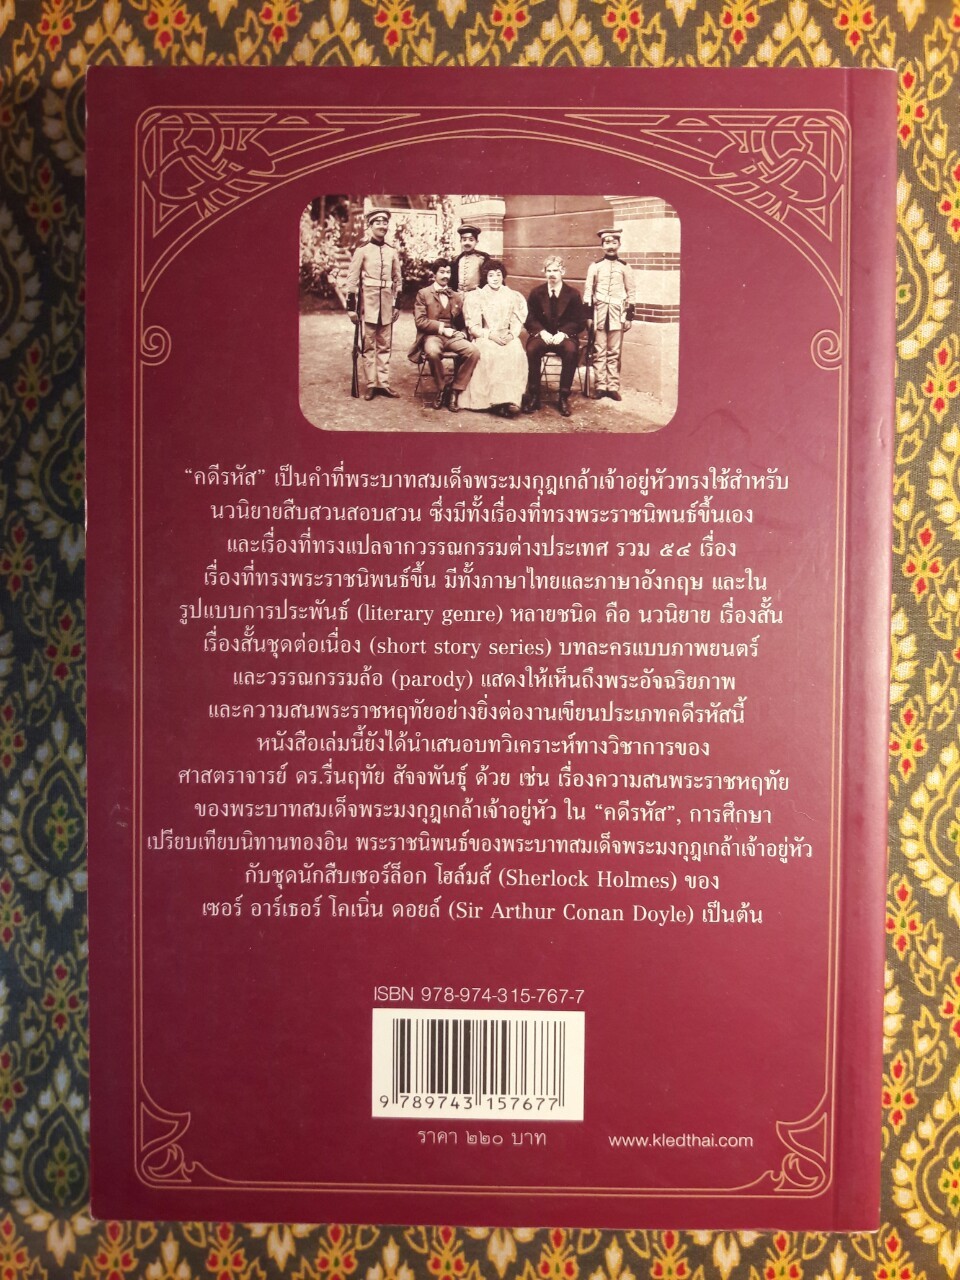 “คดีรหัส” เป็นคำที่พระบาทสมเด็จพระมงกุฎเกล้าเจ้าอยู่หัวทรงใช้สำหรับ
นวนิยายสืบสวนสอบสวน ซึ่งมีทั้งเรื่องที่ทรงพระราชนิพนธ์ขึ้นเอง
และเรื่องที่ทรงแปลจากวรรณกรรมต่างประเทศ รวม ๕๔ เรื่อง
เรื่องที่ทรงพระราชนิพนธ์ขึ้น มีทั้งภาษาไทยและภาษาอังกฤษ และใน
รูปแบบการประพันธ์ (literary genre) หลายชนิด คือ นวนิยาย เรื่องสั้น
เรื่องสั้นชุดต่อเนื่อง (short story series) บทละครแบบภาพยนตร์
และวรรณกรรมล้อ (parody) แสดงให้เห็นถึงพระอัจฉริยภาพ
และความสนพระราชหฤทัยอย่างยิ่งต่องานเขียนประเภทคดีรหัสนี้
หนังสือเล่มนี้ยังได้นำเสนอบทวิเคราะห์ทางวิชาการของ
ศาสตราจารย์ ดร.รื่นฤทัย สัจจพันธุ์ ด้วย เช่น เรื่องความสนพระราชหฤทัย
ของพระบาทสมเด็จพระมงกุฎเกล้าเจ้าอยู่หัว ใน “คดีรหัส”, การศึกษา
เปรียบเทียบนิทานทองอิน พระราชนิพนธ์ของพระบาทสมเด็จพระมงกุฎเกล้าเจ้าอยู่หัว
กับชุดนักสืบเชอร์ล็อก โฮล์มส์ (Sherlock Holmes) ของ
เซอร์ อาร์เธอร์ โคแนิ่น ดอยล์ (Sir Arthur Conan Doyle) เป็นต้น
ISBN 978-974-315-767-7
9 789743 157677
ราคา ๒๒๐ บาท
www.kledthai.com